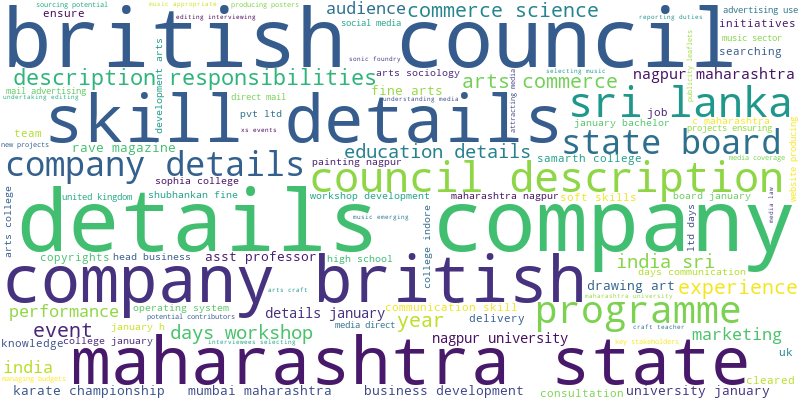 sourcing potential
music appropriate
producing posters
ensure
editing interviewing
social media
audience
commerce science
reporting duties
advertising use
initiatives
british council
music sector
searching
sonic foundry
description responsibilities
development arts
arts sociology
selecting music
publicity leaflets
nagpur maharashtra
mail advertising
undertaking editing
direct mail
fine arts
arts commerce
understanding media
attracting media
skill details
sri lanka
job
c maharashtra
pvt ltd
xs events
january bachelor
projects ensuring
team
new projects
rave magazine
education details
state board
website producing
company details
painting nagpur
samarth college
media coverage
sophia college
council description
united kingdom
shubhankan fine
workshop development
maharashtra nagpur
soft skills
board january
media law
arts college
details company
music emerging
college indore
ltd days
copyrights
head business
asst professor
high school
india sri
days communication
company british
arts craft
drawing art
experience
maharashtra university
performance
operating system
potential contributors
details january
communication skill
programme
event
january h
days workshop
media direct
year
delivery
craft teacher
marketing
knowledge
college january
interviewees selecting
nagpur university
key stakeholders
uk
india
managing budgets
maharashtra state
cleared
karate championship
mumbai maharashtra
business development
consultation
university january